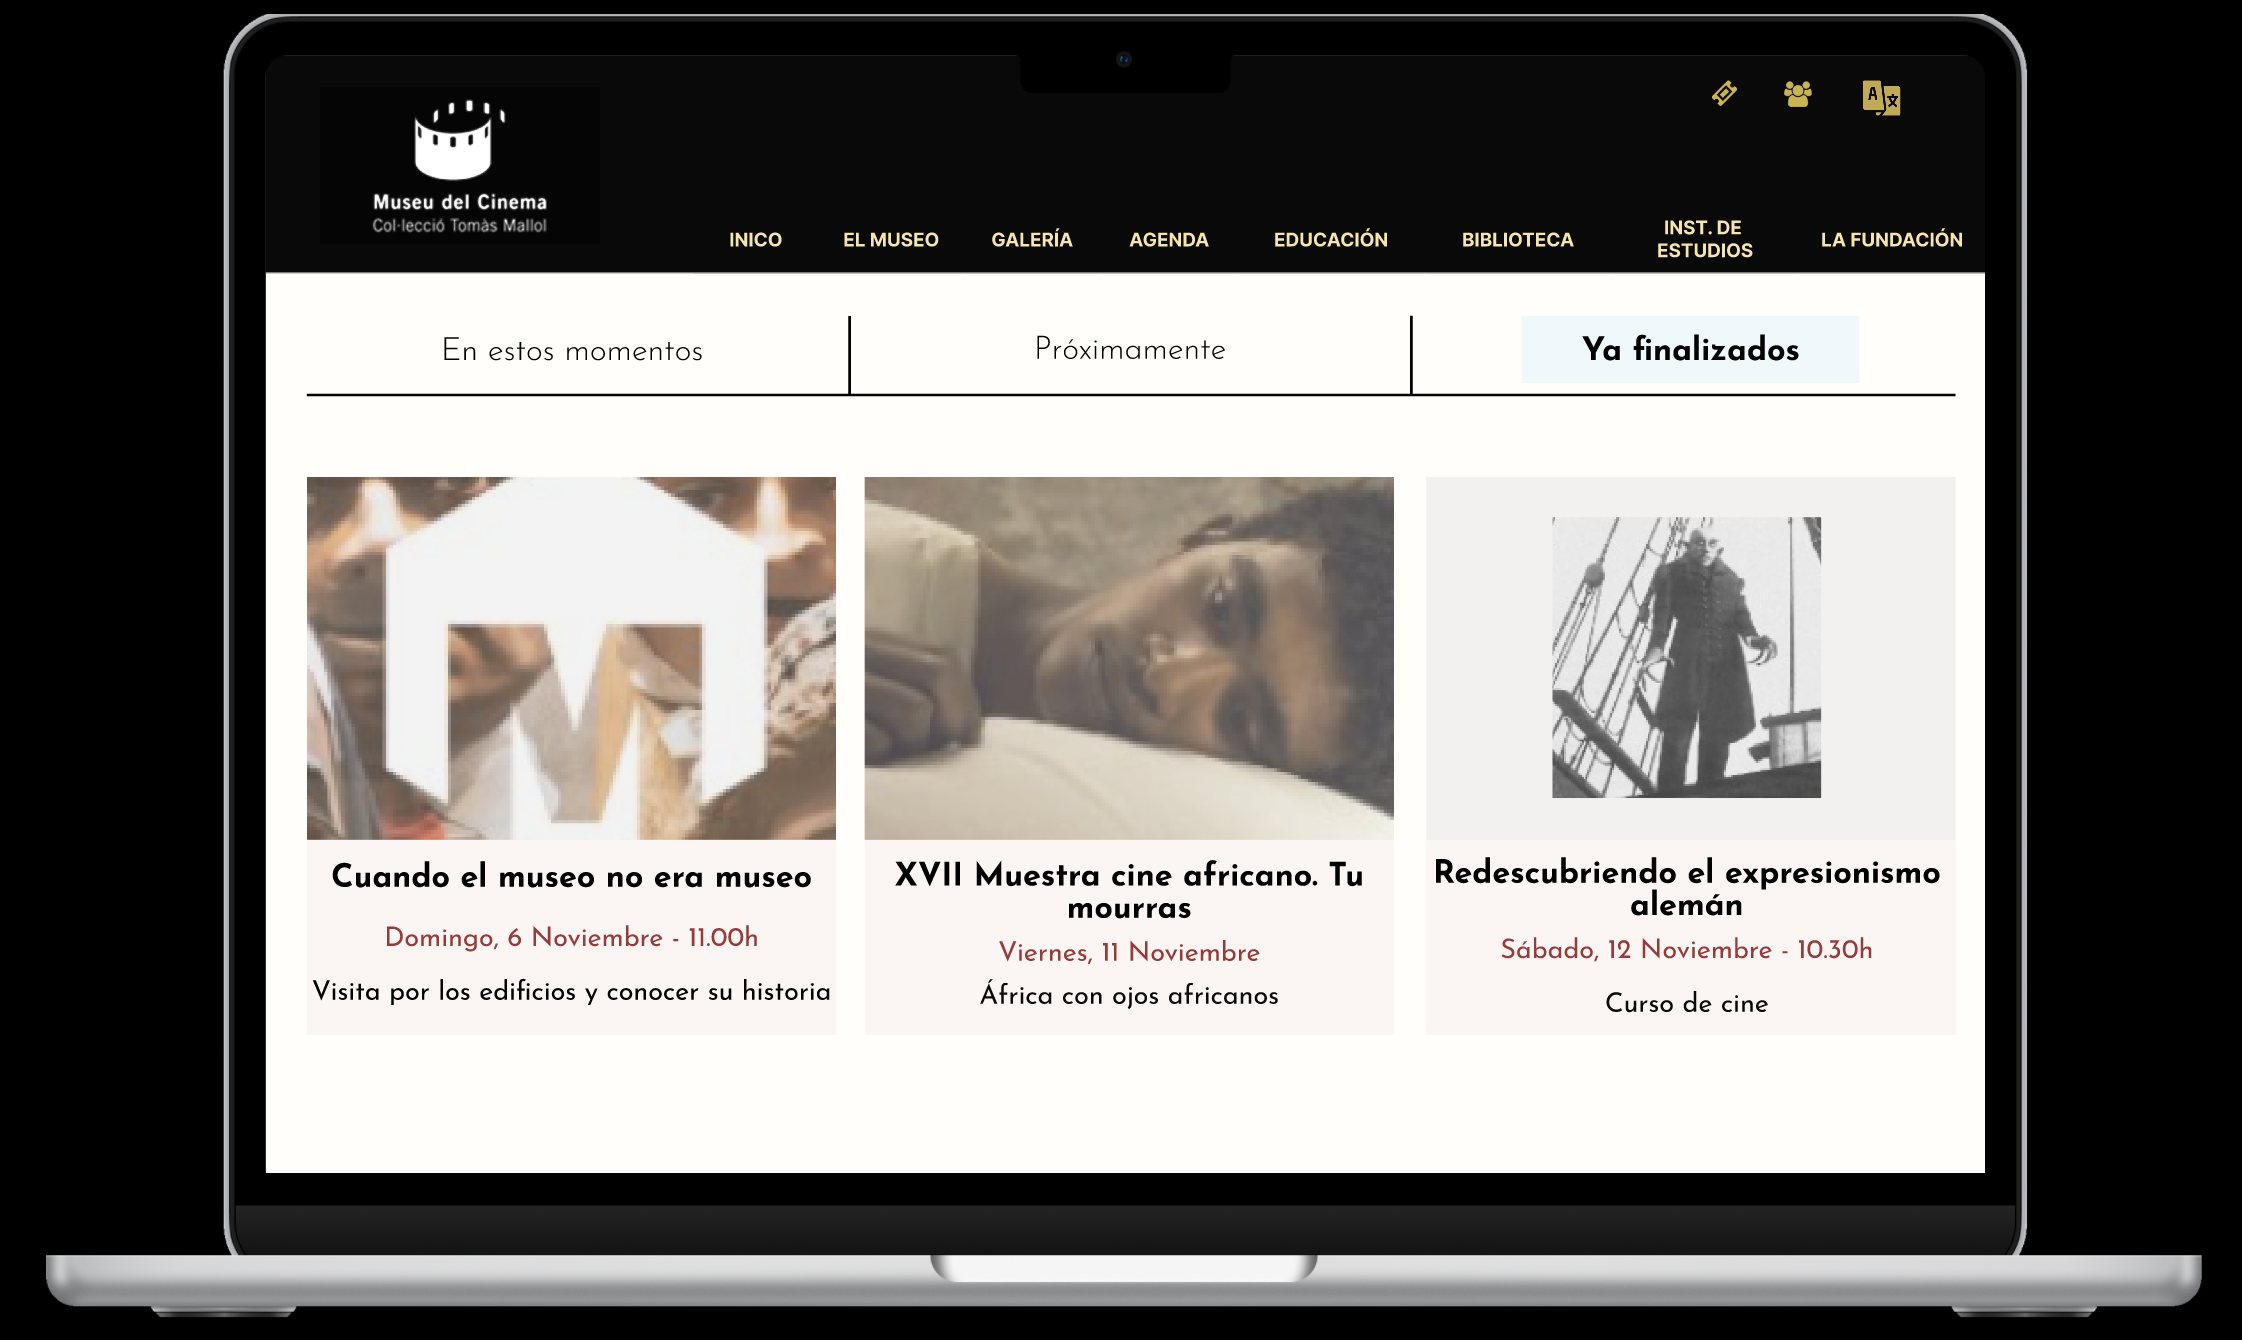 Museu del Cinema
Col·lecció Tomàs Mallol
INICO
EL MUSEO
GALERÍA
AGENDA
EDUCACIÓN
BIBLIOTECA
INST. DE
ESTUDIOS
LA FUNDACIÓN
En estos momentos
Próximamente
Ya finalizados
Cuando el museo no era museo
Domingo, 6 Noviembre - 11.00h
Visita por los edificios y conocer su historia
XVII Muestra cine africano. Tu
mourras
Viernes, 11 Noviembre
África con ojos africanos
Redescubriendo el expresionismo
alemán
Sábado, 12 Noviembre - 10.30h
Curso de cine